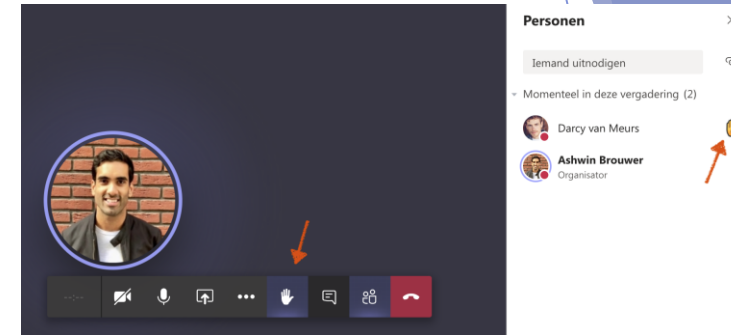 Personen
Iemand uitnodigen
Momenteel in deze vergadering (2)
Darcy van Meurs
Ashwin Brouwer
Organisator
--:--